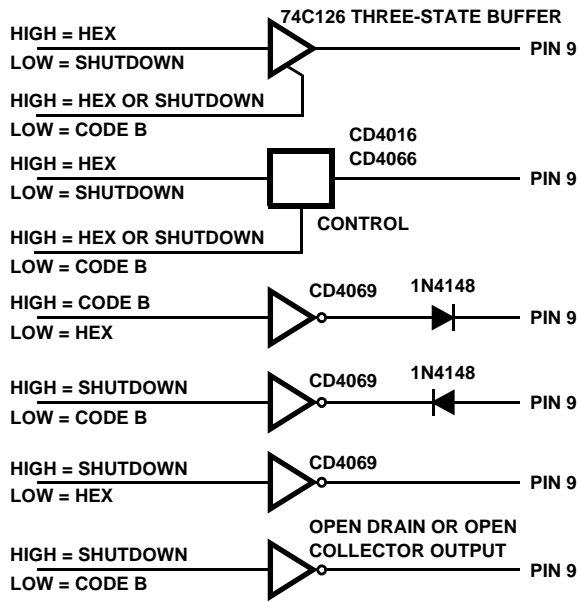 74C126 THREE-STATE BUFFER
HIGH = HEX
LOW = SHUTDOWN
PIN 9
HIGH = HEX OR SHUTDOWN
LOW = CODE B
CD4016
CD4066
HIGH = HEX
LOW = SHUTDOWN
PIN 9
CONTROL
HIGH = HEX OR SHUTDOWN
LOW = CODE B
HIGH = CODE B
LOW = HEX
CD4069
1N4148
PIN 9
HIGH = SHUTDOWN
LOW = CODE B
CD4069
1N4148
PIN 9
HIGH = SHUTDOWN
LOW = HEX
CD4069
PIN 9
OPEN DRAIN OR OPEN
COLLECTOR OUTPUT
HIGH = SHUTDOWN
LOW = CODE B
PIN 9